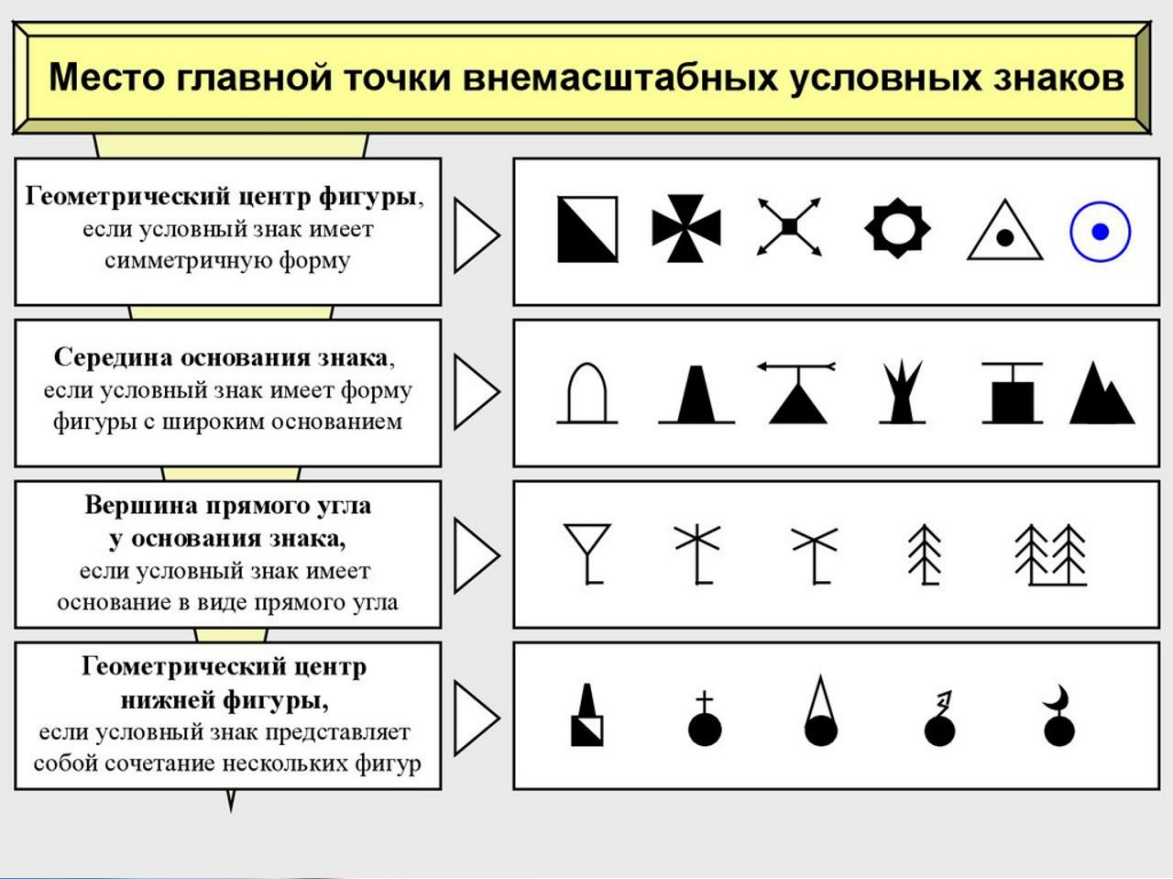 Место главной точки внемасштабных условных знаков
Геометрический центр фигуры,
если условный знак имеет
симметричную форму
Середина основания знака,
если условный знак имеет форму
фигуры с широким основанием
Вершина прямого угла
у основания знака,
если условный знак имеет
основание в виде прямого угла
Геометрический центр
нижней фигуры,
если условный знак представляет
собой сочетание нескольких фигур